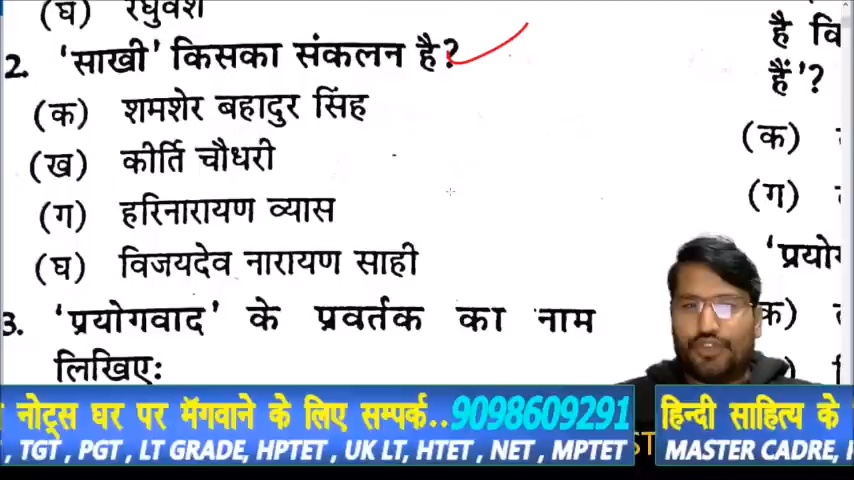 (घ) रघुवंश
2. 'साखी' किसका संकलन है?
(क) शमशेर बहादुर सिंह
(ख) कीर्ति चौधरी
(ग) हरिनारायण व्यास
(घ) विजयदेव नारायण साही
3. 'प्रयोगवाद' के प्रवर्तक का नाम
लिखिए:
है वि
हैं'?
(क)
(ग)
'प्रयो
क)
नोट्स घर पर मँगवाने के लिए सम्पर्क..9098609291
, TGT , PGT , LT GRADE, HPTET , UK LT, HTET , NET , MPTET
हिन्दी साहित्य के
MASTER CADRE,